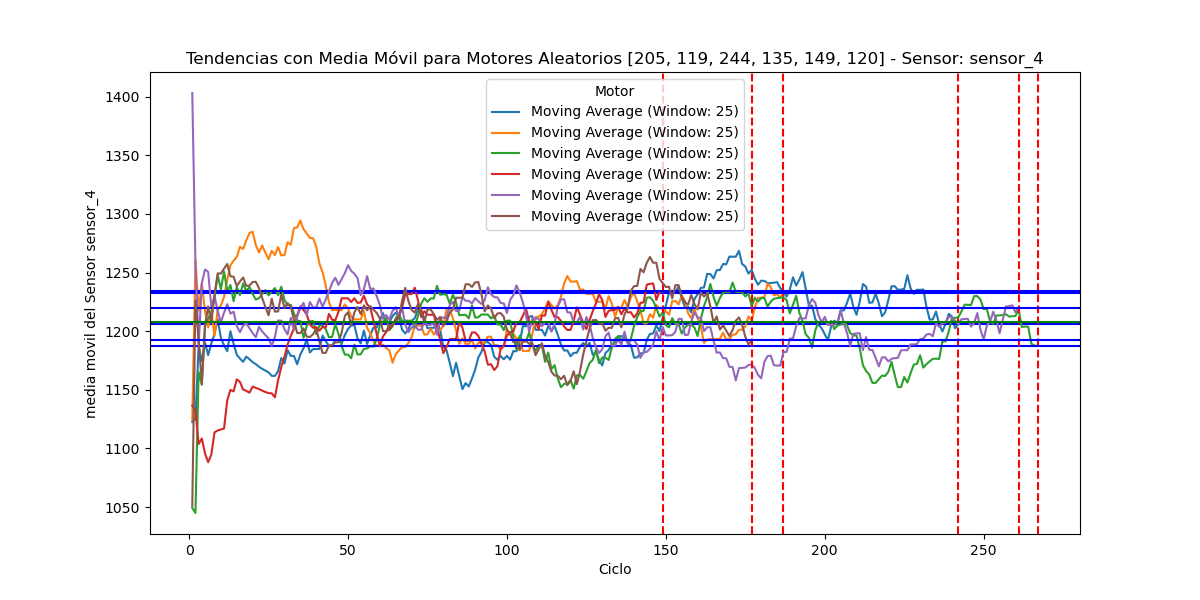 Tendencias con Media Móvil para Motores Aleatorios [205, 119, 244, 135, 149, 120] - Sensor: sensor_4
Motor
Moving Average (Window: 25)
Moving Average (Window: 25)
Moving Average (Window: 25)
Moving Average (Window: 25)
Moving Average (Window: 25)
Moving Average (Window: 25)
media movil del Sensor sensor_4
1400
1350
1300
1250
1200
1150
1100
1050
0 50 100 150 200 250
Ciclo